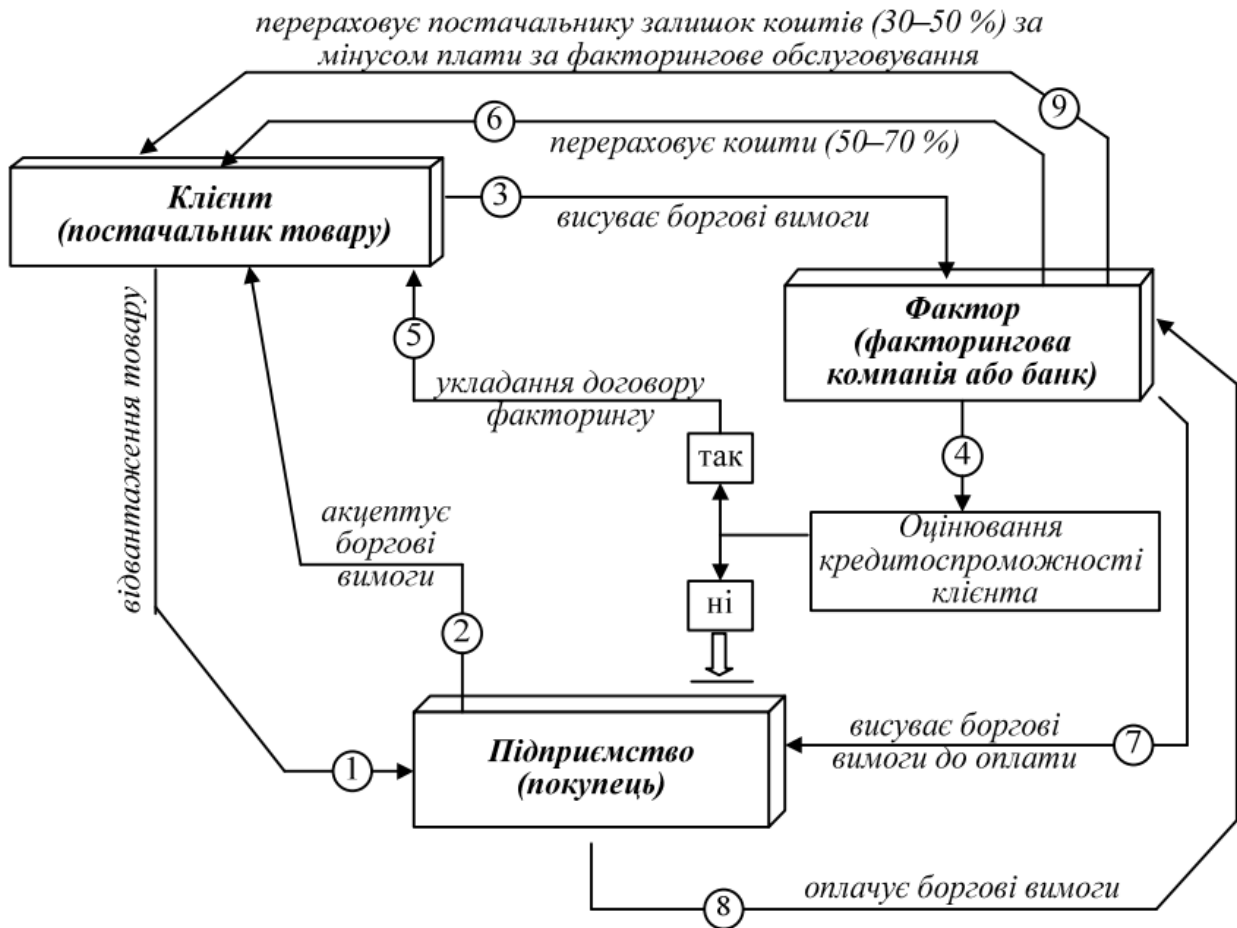 перераховує постачальнику залишок коштів (30–50 %) за
мінусом плати за факторингове обслуговування
9
6
перераховує кошти (50–70 %)
Клієнт
(постачальник товару)
3
висуває боргові вимоги
Фактор
(факторингова
компанія або банк)
5
укладання договору
факторингу
відвантаження товару
так
4
Оцінювання
кредитоспроможності
клієнта
акцептує
боргові
вимоги
ні
2
Підприємство
(покупець)
висуває боргові
вимоги до оплати
7
1
оплачує боргові вимоги
8